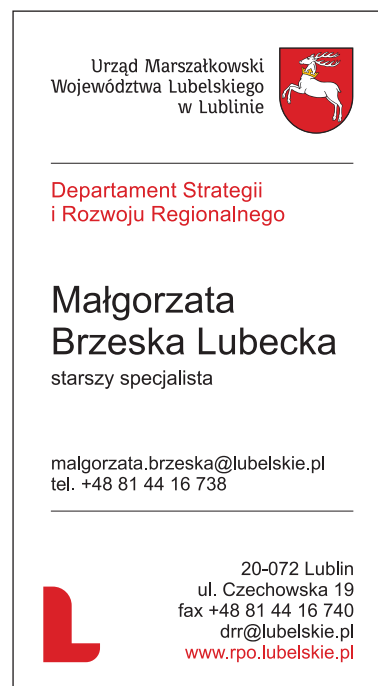 Urząd Marszałkowski
Województwa Lubelskiego
w Lublinie
Departament Strategii
i Rozwoju Regionalnego
Małgorzata
Brzeska Lubecka
starszy specjalista
malgorzata.brzeska@lubelskie.pl
tel. +48 81 44 16 738
20-072 Lublin
ul. Czechowska 19
fax +48 81 44 16 740
drr@lubelskie.pl
www.rpo.lubelskie.pl